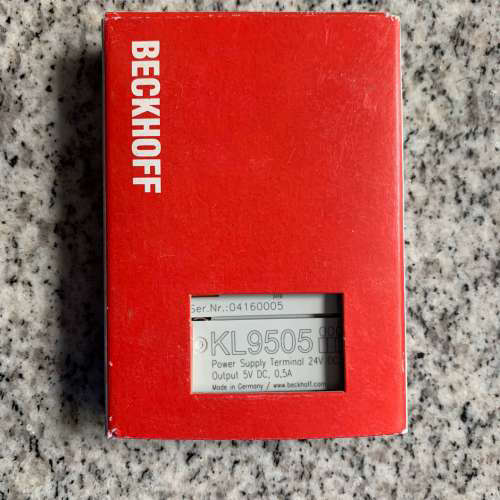 BECKHOFF
Ser.Nr.:04160005
KL9505
Power Supply Terminal 24V DC
Output 5V DC, 0,5A
Made in Germany / www.beckhoff.com